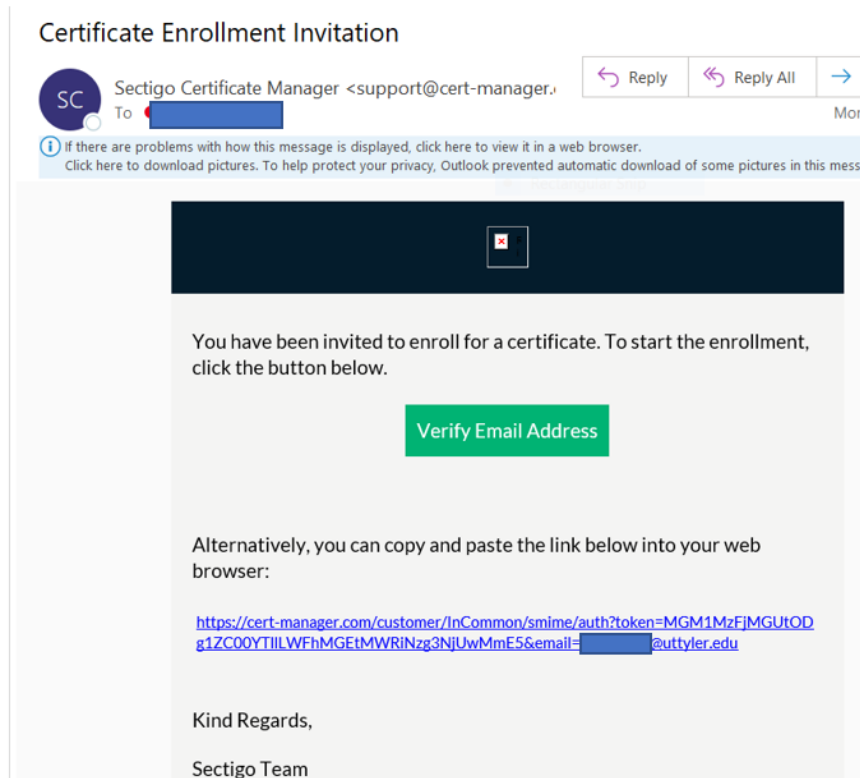 Certificate Enrollment Invitation
SC
Sectigo Certificate Manager <support@cert-manager.
Reply
Reply All
To
Mor
If there are problems with how this message is displayed, click here to view it in a web browser.
Click here to download pictures. To help protect your privacy, Outlook prevented automatic download of some pictures in this mess
You have been invited to enroll for a certificate. To start the enrollment,
click the button below.
Verify Email Address
Alternatively, you can copy and paste the link below into your web
browser:
https://cert-manager.com/customer/InCommon/smime/auth?token=MGM1MzFjMGUtOD
g1ZC00YTllLWFhMGEtMWRiNzg3NjUwMmE5&email=
@uttyler.edu
Kind Regards,
Sectigo Team